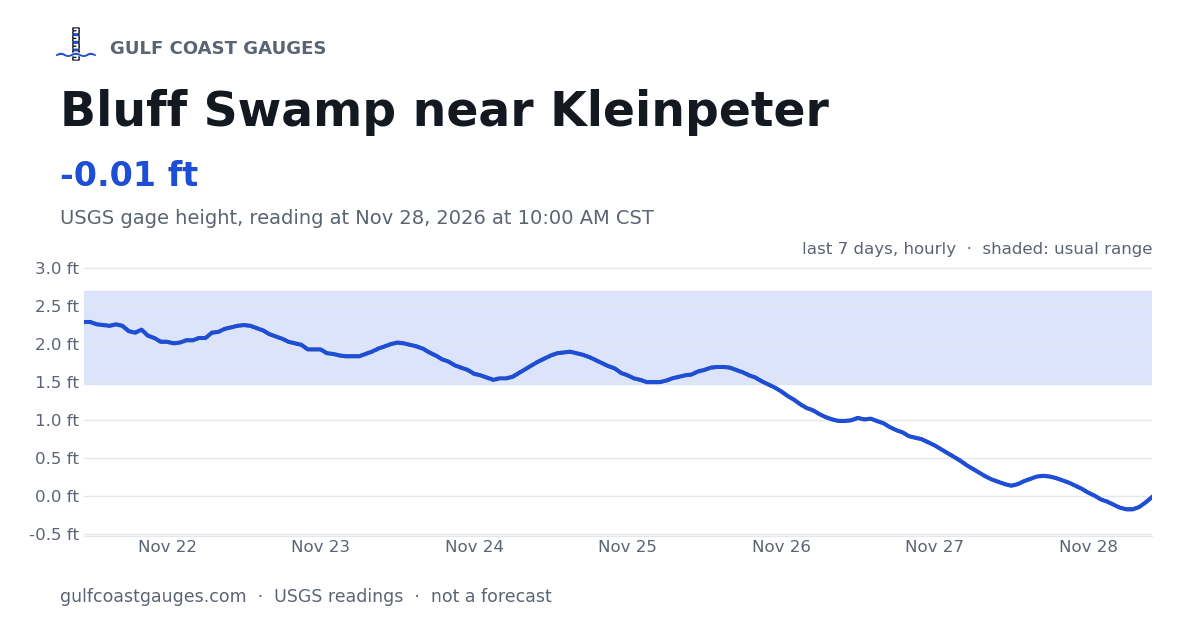 GULF COAST GAUGES
Bluff Swamp near Kleinpeter
-0.01 ft
USGS gage height, reading at Nov 28, 2026 at 10:00 AM CST
last 7 days, hourly · shaded: usual range
3.0 ft
2.5 ft
2.0 ft
1.5 ft
1.0 ft
0.5 ft
0.0 ft
-0.5 ft
Nov 22 Nov 23 Nov 24 Nov 25 Nov 26 Nov 27 Nov 28
gulfcoastgauges.com · USGS readings · not a forecast